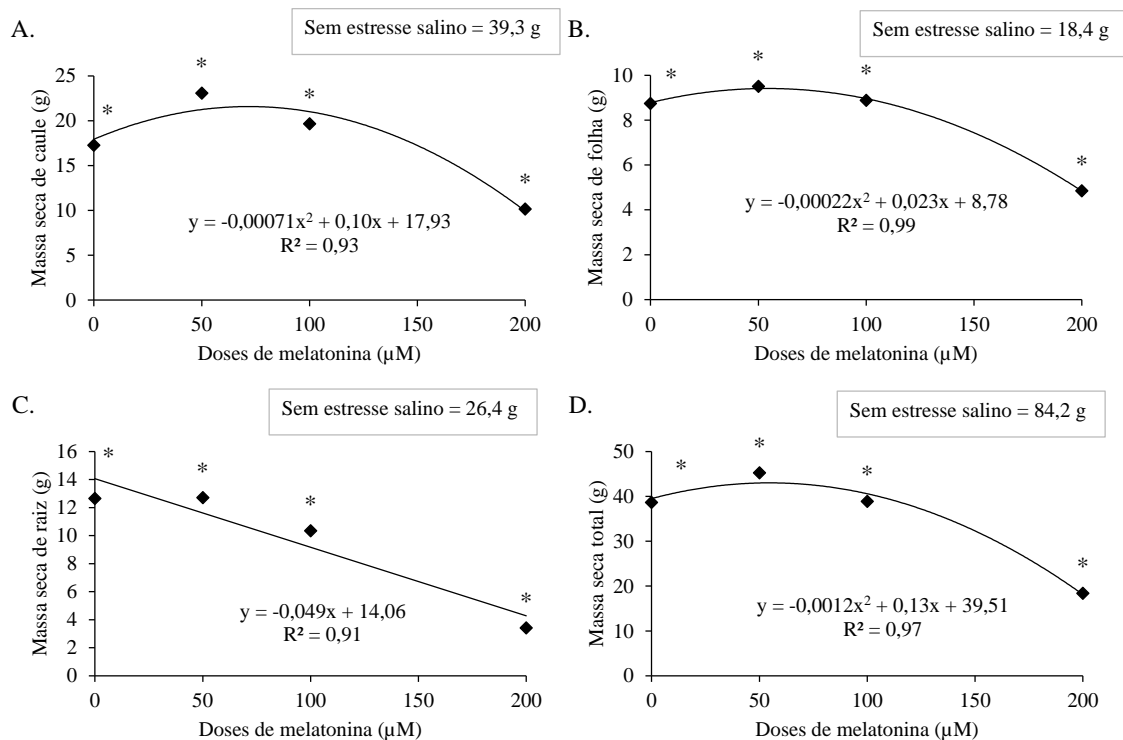 A.
Sem estresse salino = 39,3 g
*
*
*
*
25
20
15
10
5
0
Massa seca de caule (g)
y = -0,00071x² + 0,10x + 17,93
R² = 0,93
0 50 100 150 200
Doses de melatonina (µM)
B.
Sem estresse salino = 18,4 g
*
*
*
*
10
8
6
4
2
0
Massa seca de folha (g)
y = -0,00022x² + 0,023x + 8,78
R² = 0,99
0 50 100 150 200
Doses de melatonina (µM)
C.
Sem estresse salino = 26,4 g
*
*
*
*
16
14
12
10
8
6
4
2
0
Massa seca de raiz (g)
y = -0,049x + 14,06
R² = 0,91
0 50 100 150 200
Doses de melatonina (µM)
D.
Sem estresse salino = 84,2 g
*
*
*
*
50
40
30
20
10
0
Massa seca total (g)
y = -0,0012x² + 0,13x + 39,51
R² = 0,97
0 50 100 150 200
Doses de melatonina (µM)